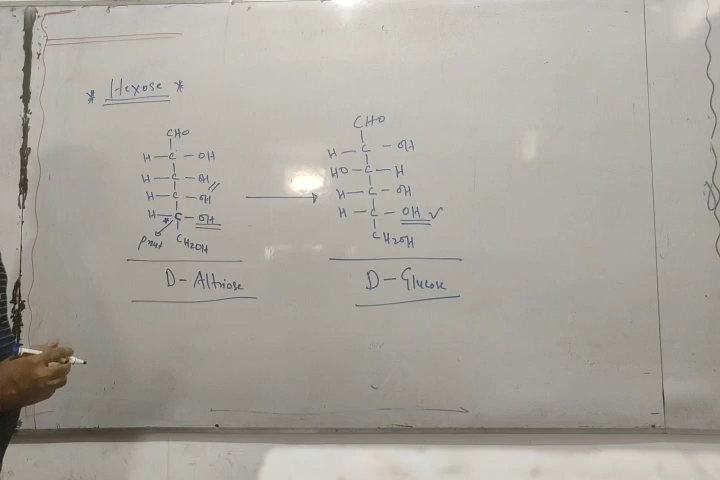 * Hexose *
CHO
H-C-OH
H-C-OH
H-C-OH
H-C-OH
*
CH2OH
D-Altriose
CHO
H-C-OH
HO-C-H
H-C-OH
H-C-OH ✓
CH2OH
D-Glucose